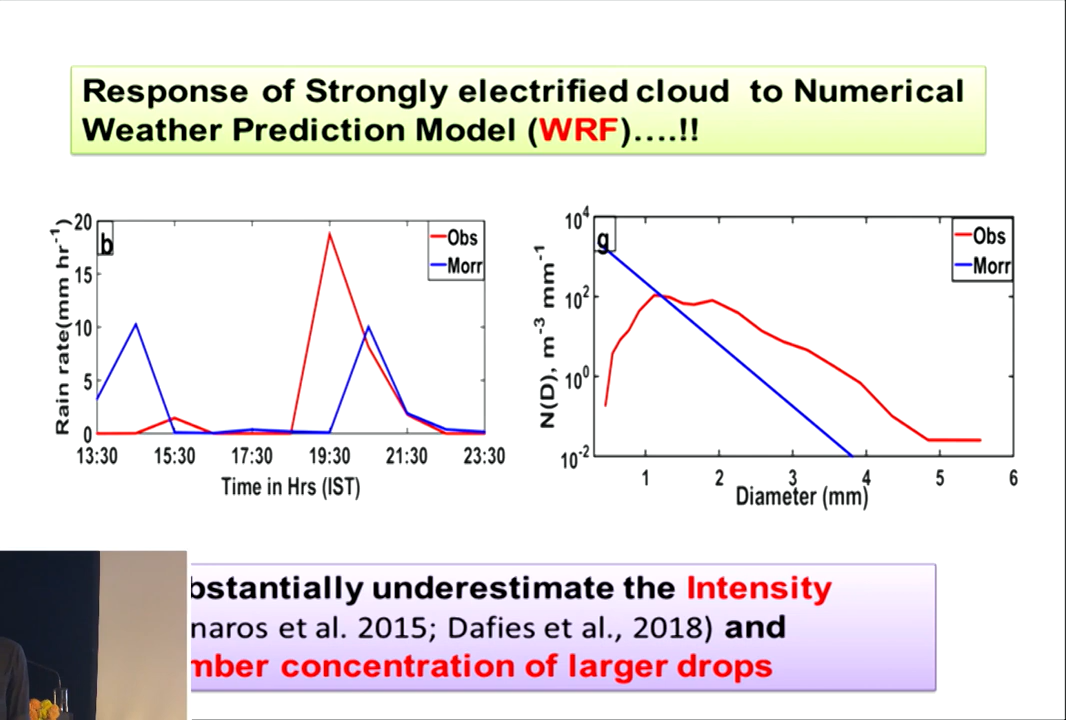 Response of Strongly electrified cloud to Numerical
Weather Prediction Model (WRF)....!!
b
Obs
Morr
Rain rate(mm hr⁻¹)
20
15
10
5
0
13:30 15:30 17:30 19:30 21:30 23:30
Time in Hrs (IST)
g
Obs
Morr
N(D), m⁻³ mm⁻¹
10⁴
10²
10⁰
10⁻²
1 2 3 4 5 6
Diameter (mm)
underestimate the Intensity
et al. 2015; Dafies et al., 2018) and
concentration of larger drops